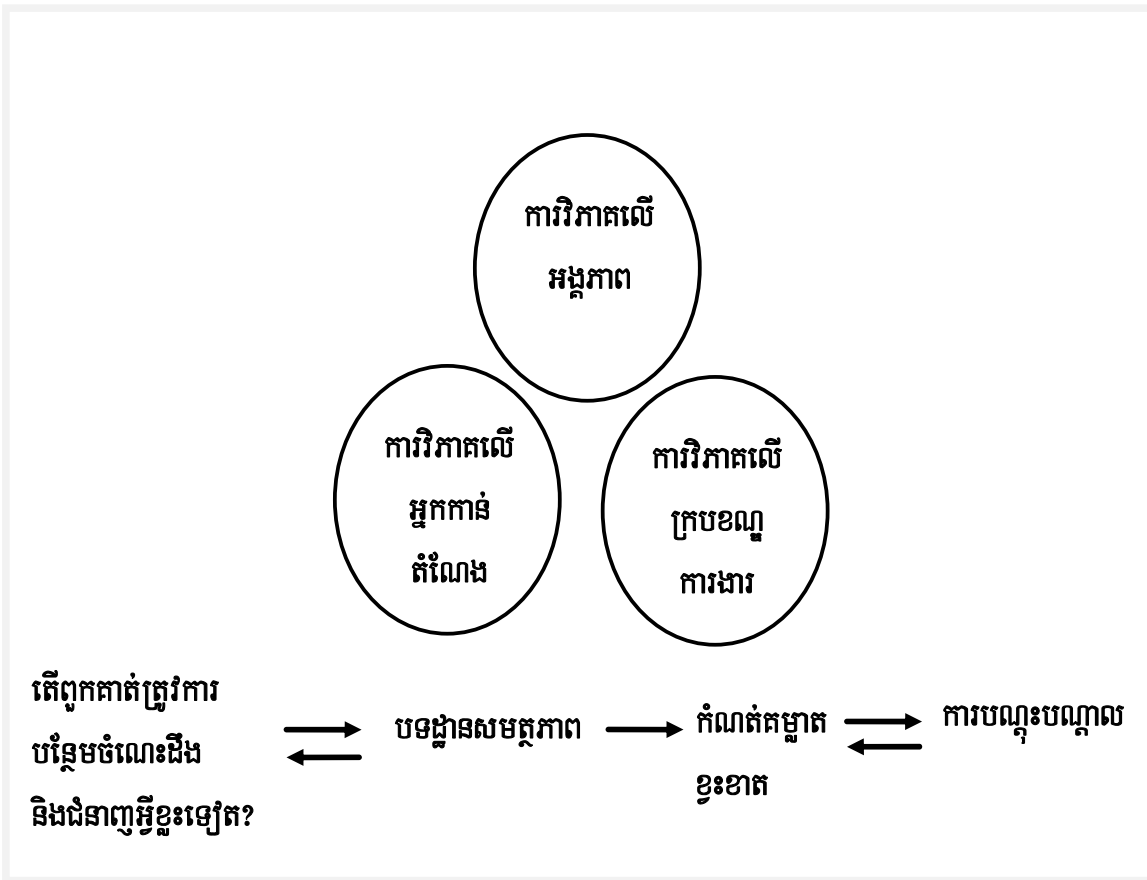 ការវិភាគលើ
អង្គភាព
ការវិភាគលើ
អ្នកកាន់
តំណែង
ការវិភាគលើ
ក្របខណ្ឌ
ការងារ
តើពួកគាត់ត្រូវការ
បន្ថែមចំណេះដឹង
និងជំនាញអ្វីខ្លះទៀត?
បទដ្ឋានសមត្ថភាព
កំណត់គម្លាត
ខ្វះខាត
ការបណ្តុះបណ្តាល